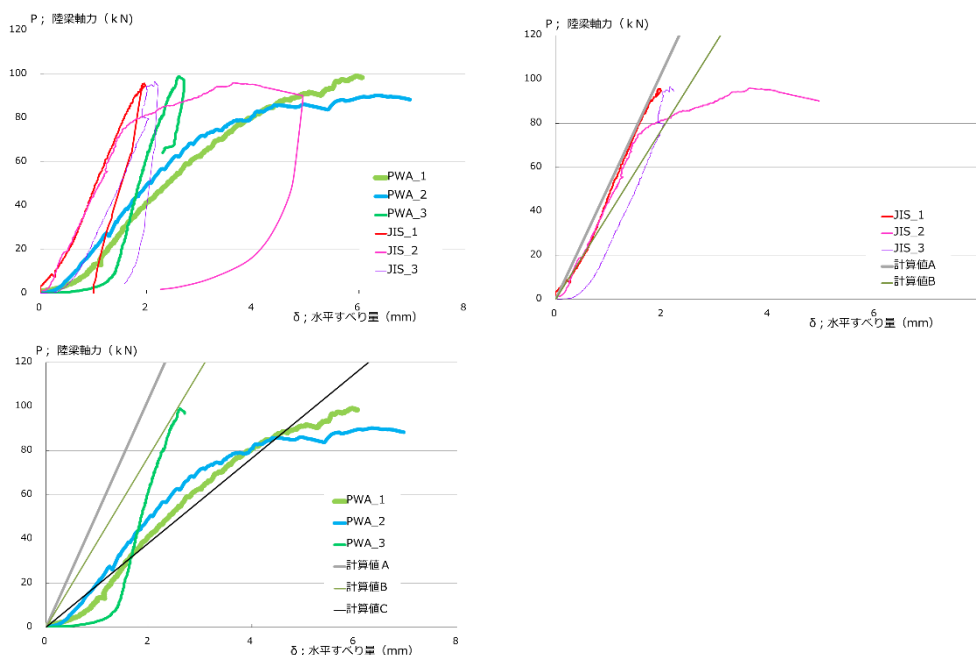 P； 陸梁軸力（ｋN）
120
100
80
60
40
20
0
0
2
4
6
8
δ；水平すべり量（mm）
PWA_1
PWA_2
PWA_3
JIS_1
JIS_2
JIS_3
P； 陸梁軸力（ｋN）
120
100
80
60
40
20
0
0
2
4
6
8
δ；水平すべり量（mm）
JIS_1
JIS_2
JIS_3
計算値A
計算値B
P； 陸梁軸力（ｋN）
120
100
80
60
40
20
0
0
2
4
6
8
δ；水平すべり量（mm）
PWA_1
PWA_2
PWA_3
計算値A
計算値B
計算値C